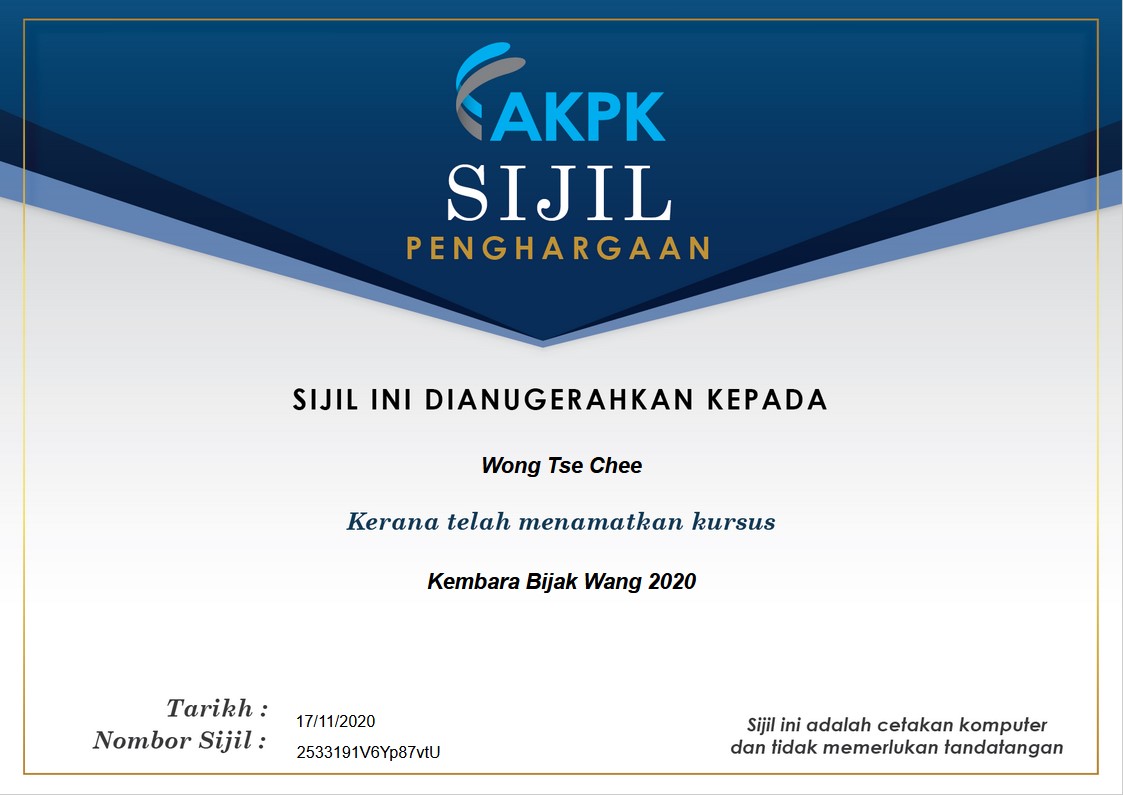 AKPK
SIJIL
PENGHARGAAN
SIJIL INI DIANUGERAHKAN KEPADA
Wong Tse Chee
Kerana telah menamatkan kursus
Kembara Bijak Wang 2020
Tarikh : 17/11/2020
Nombor Sijil : 2533191V6Yp87vtU
Sijil ini adalah cetakan komputer
dan tidak memerlukan tandatangan